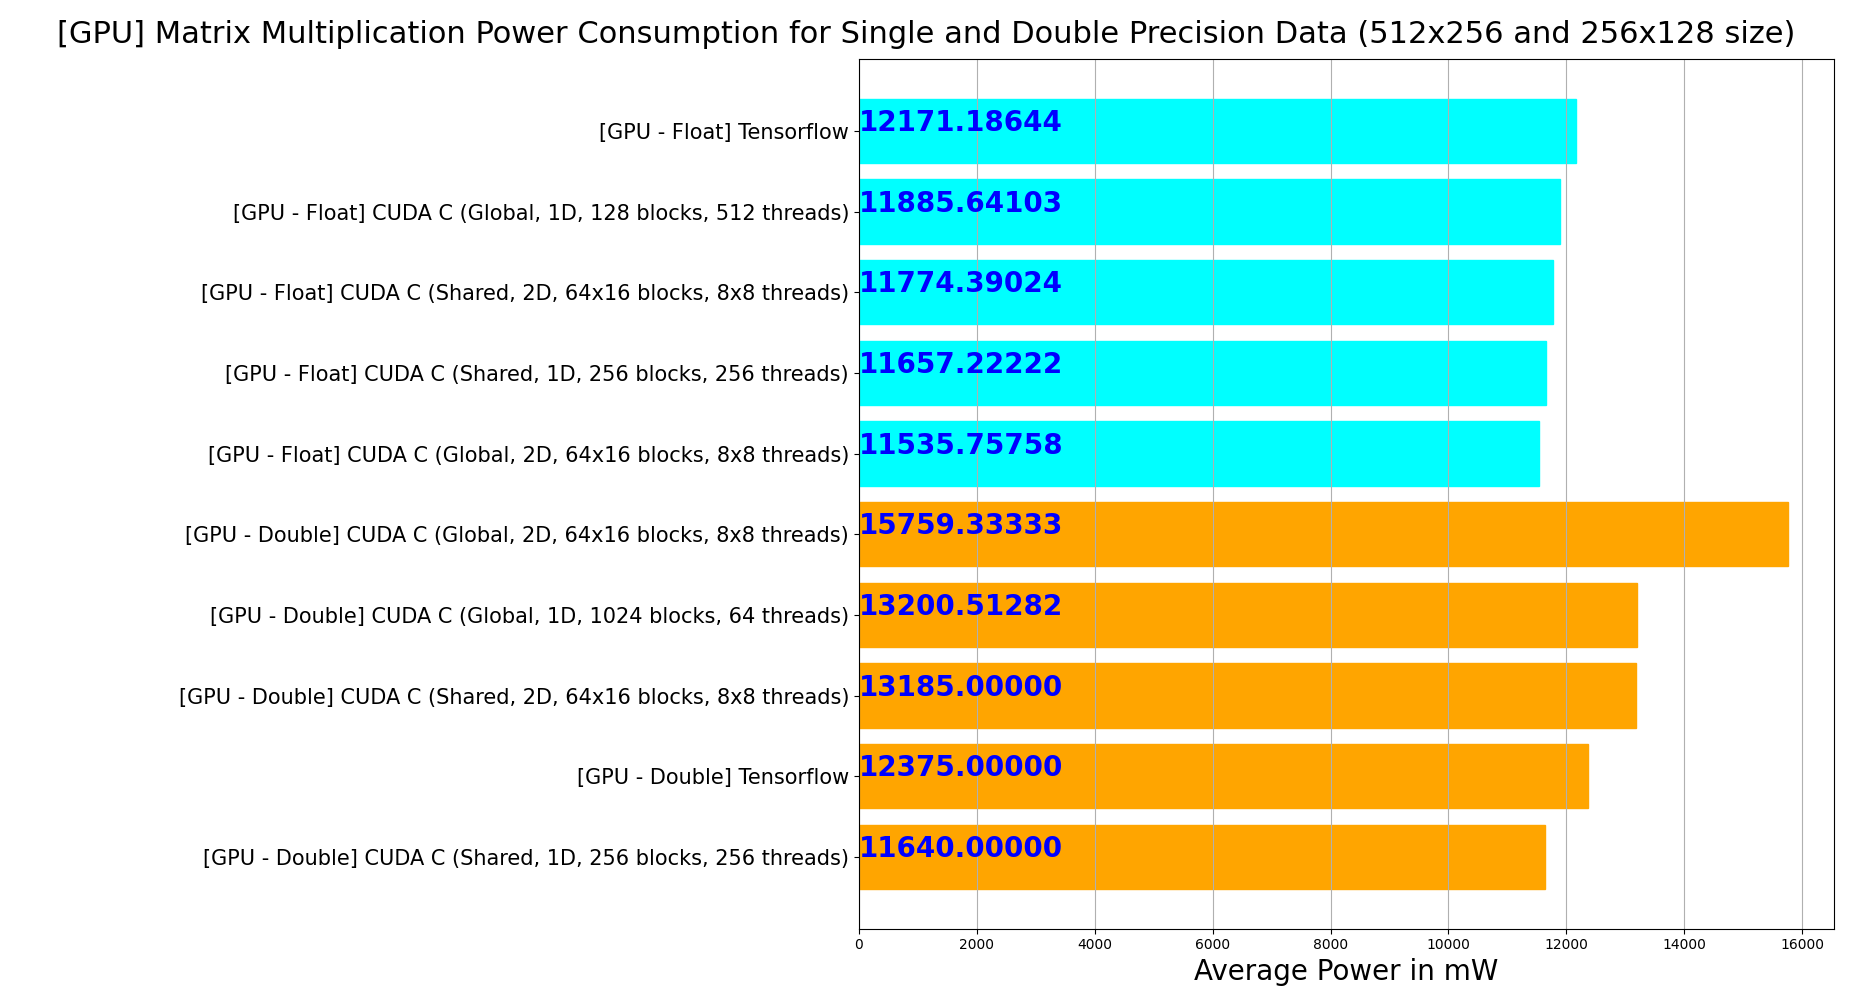 [GPU] Matrix Multiplication Power Consumption for Single and Double Precision Data (512x256 and 256x128 size)
[GPU - Float] Tensorflow 12171.18644
[GPU - Float] CUDA C (Global, 1D, 128 blocks, 512 threads) 11885.64103
[GPU - Float] CUDA C (Shared, 2D, 64x16 blocks, 8x8 threads) 11774.39024
[GPU - Float] CUDA C (Shared, 1D, 256 blocks, 256 threads) 11657.22222
[GPU - Float] CUDA C (Global, 2D, 64x16 blocks, 8x8 threads) 11535.75758
[GPU - Double] CUDA C (Global, 2D, 64x16 blocks, 8x8 threads) 15759.33333
[GPU - Double] CUDA C (Global, 1D, 1024 blocks, 64 threads) 13200.51282
[GPU - Double] CUDA C (Shared, 2D, 64x16 blocks, 8x8 threads) 13185.00000
[GPU - Double] Tensorflow 12375.00000
[GPU - Double] CUDA C (Shared, 1D, 256 blocks, 256 threads) 11640.00000
0 2000 4000 6000 8000 10000 12000 14000 16000
Average Power in mW